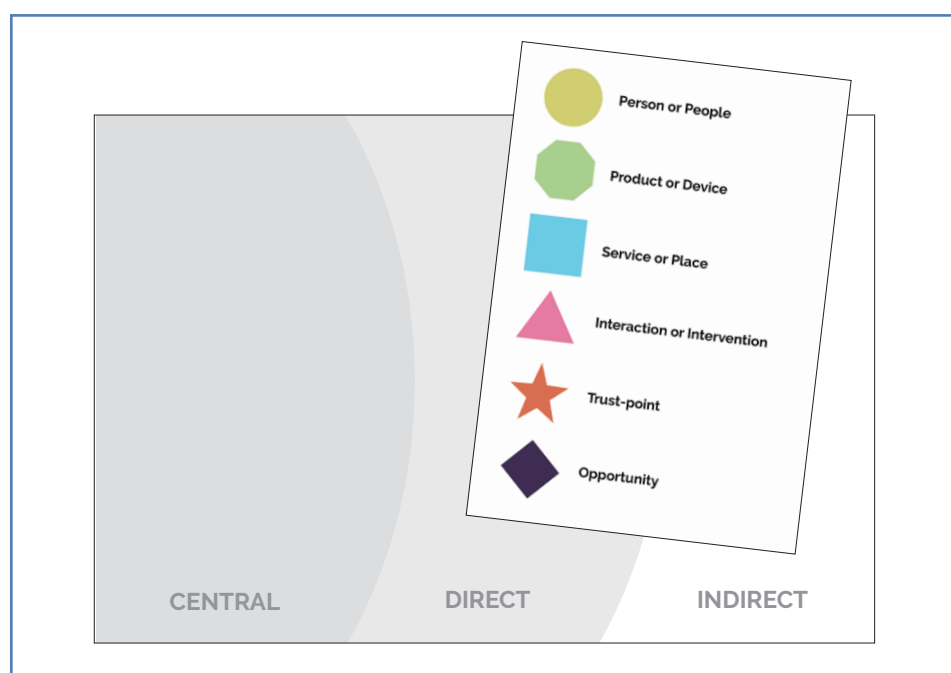 Person or People
Product or Device
Service or Place
Interaction or Intervention
Trust-point
Opportunity
CENTRAL
DIRECT
INDIRECT